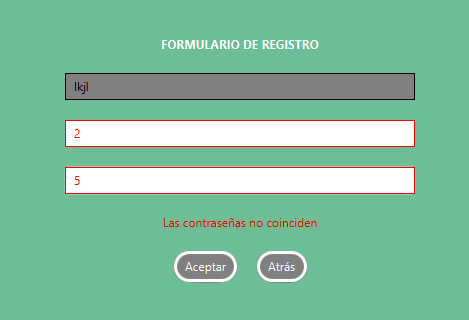 FORMULARIO DE REGISTRO
lkjl
2
5
Las contraseñas no coinciden
Aceptar
Atrás